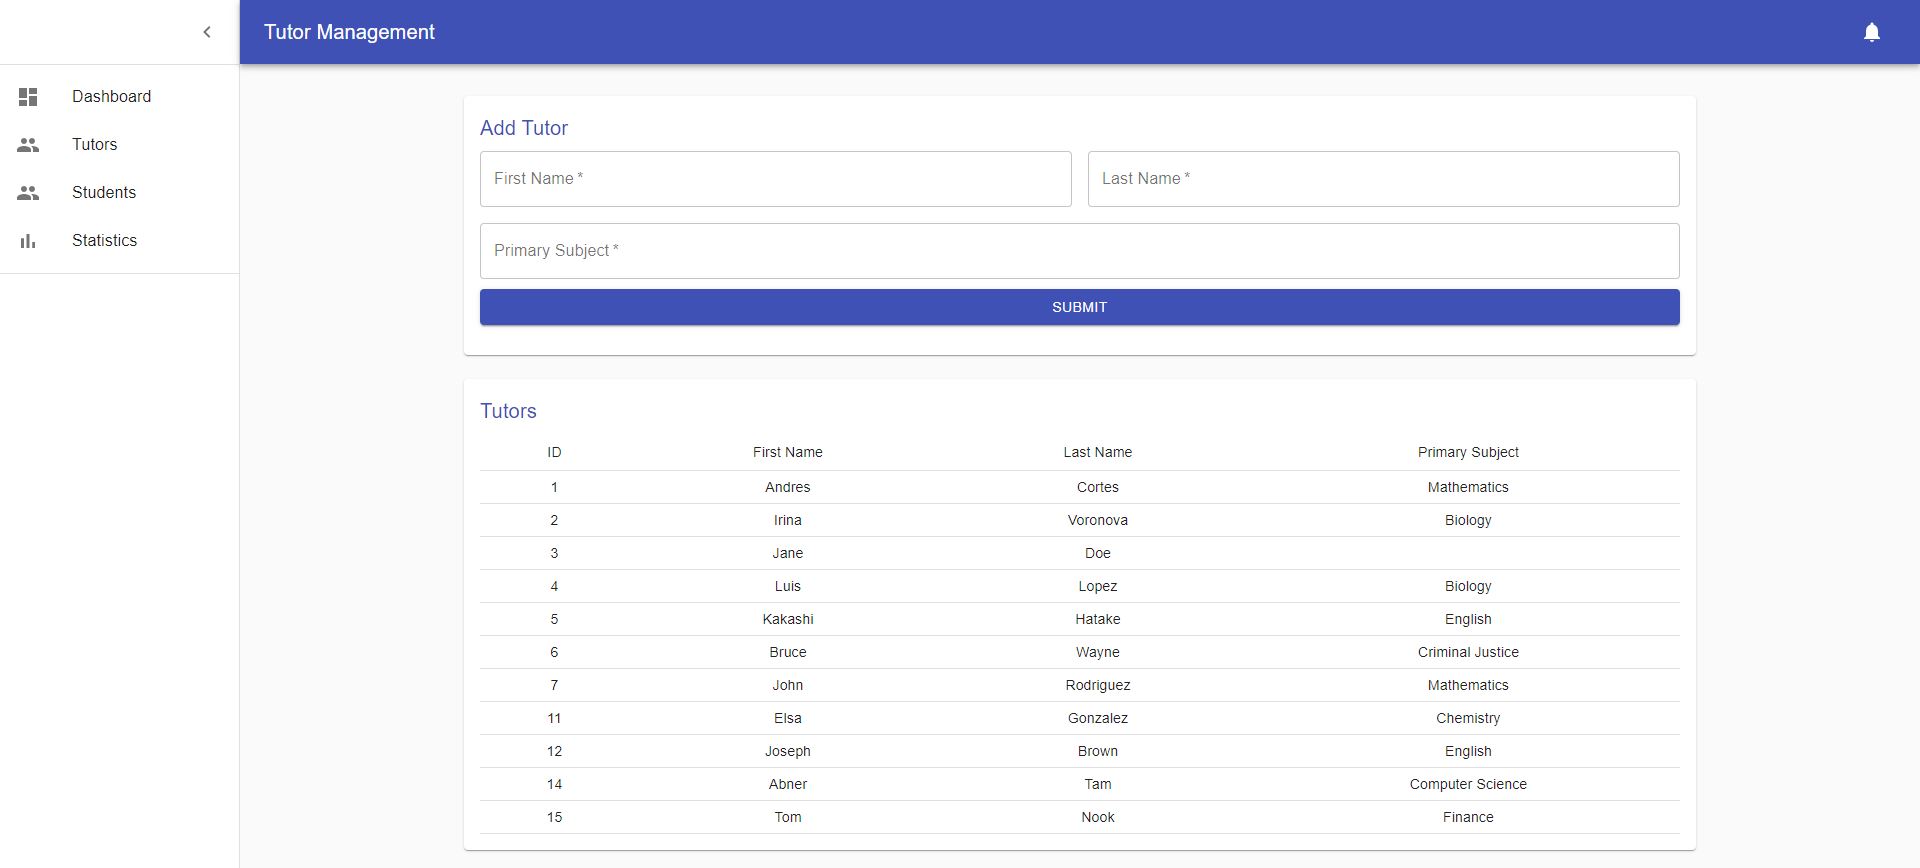 Tutor Management
Dashboard
Tutors
Students
Statistics
Add Tutor
First Name * Last Name *
Primary Subject *
SUBMIT
Tutors
ID First Name Last Name Primary Subject
1 Andres Cortes Mathematics
2 Irina Voronova Biology
3 Jane Doe
4 Luis Lopez Biology
5 Kakashi Hatake English
6 Bruce Wayne Criminal Justice
7 John Rodriguez Mathematics
11 Elsa Gonzalez Chemistry
12 Joseph Brown English
14 Abner Tam Computer Science
15 Tom Nook Finance